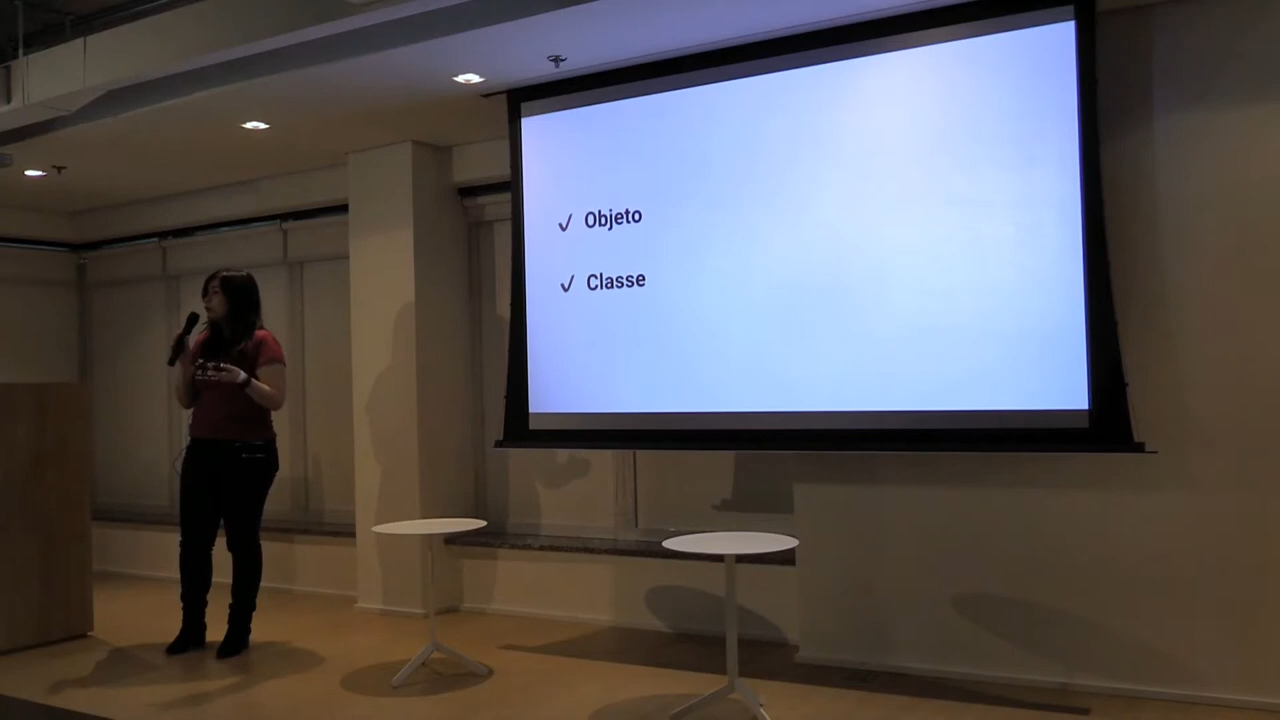 ✓ Objeto
✓ Classe